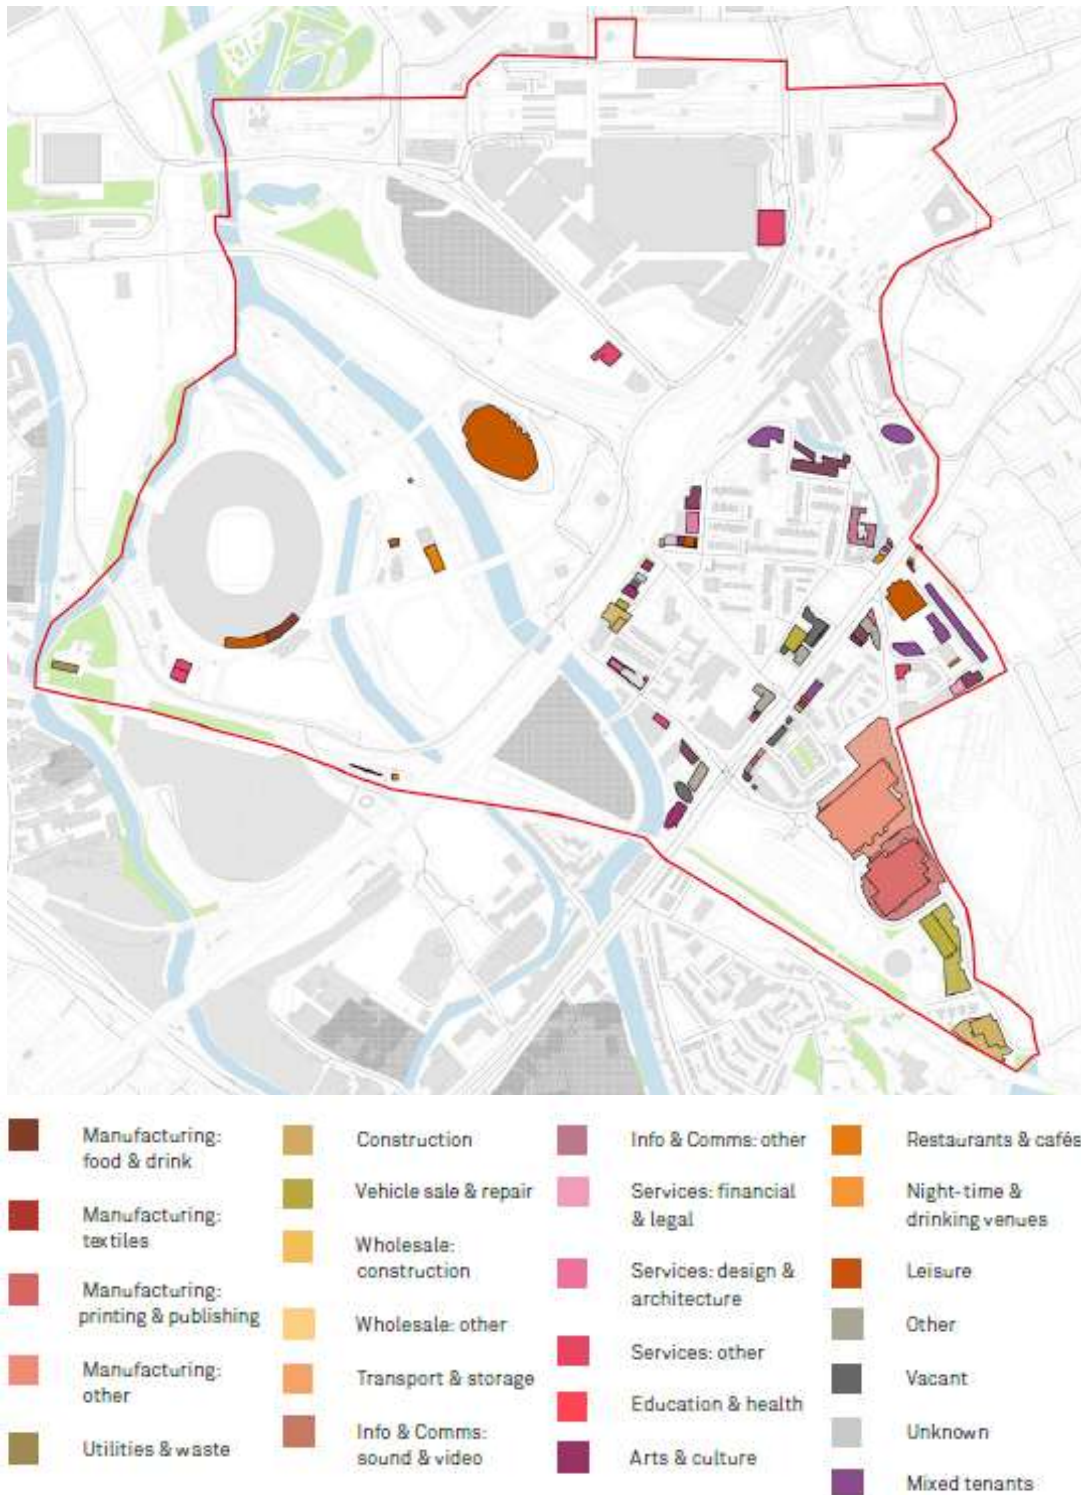 Manufacturing:
food & drink
Manufacturing:
textiles
Manufacturing:
printing & publishing
Manufacturing:
other
Utilities & waste
Construction
Vehicle sale & repair
Wholesale:
construction
Wholesale: other
Transport & storage
Info & Comms:
sound & video
Info & Comms: other
Services: financial
& legal
Services: design &
architecture
Services: other
Education & health
Arts & culture
Restaurants & cafés
Night-time &
drinking venues
Leisure
Other
Vacant
Unknown
Mixed tenants